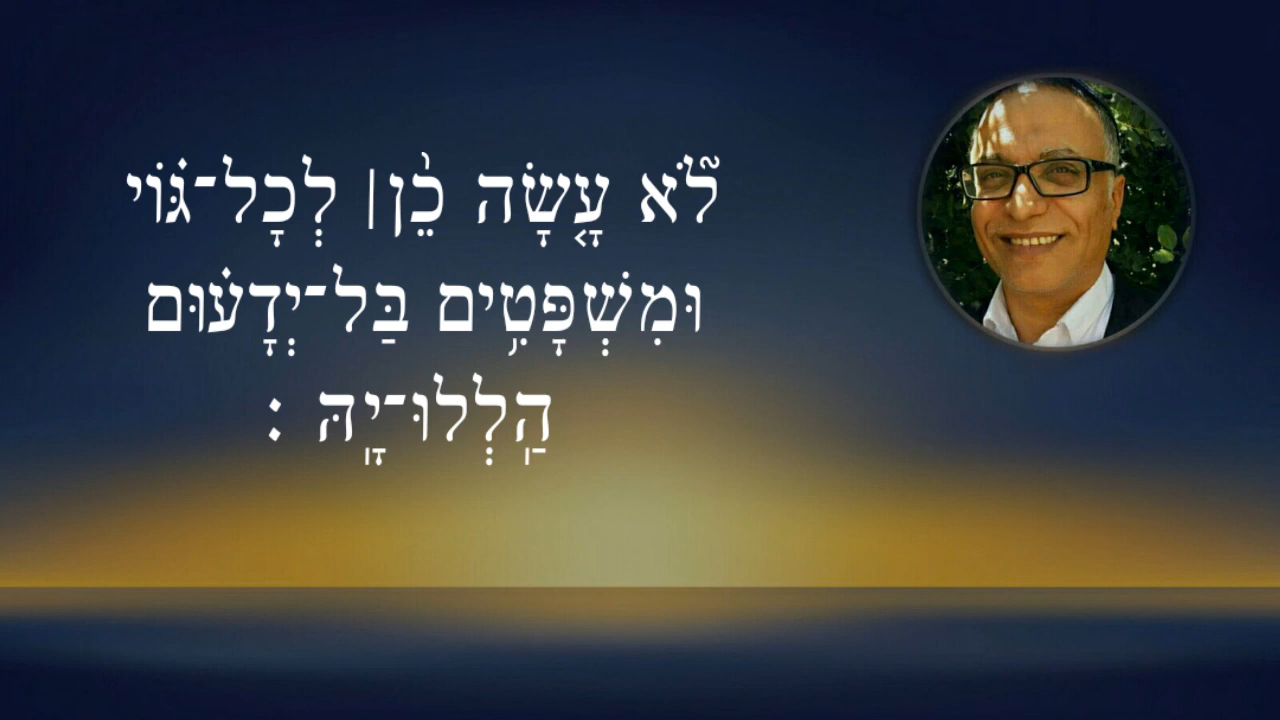 לֹ֘א עָ֤שָׂה כֵ֨ן׀ לְכָל־גּ֗וֹי
וּמִשְׁפָּטִ֥ים בַּל־יְדָע֗וּם
הַֽלְלוּ־יָֽהּ ׃